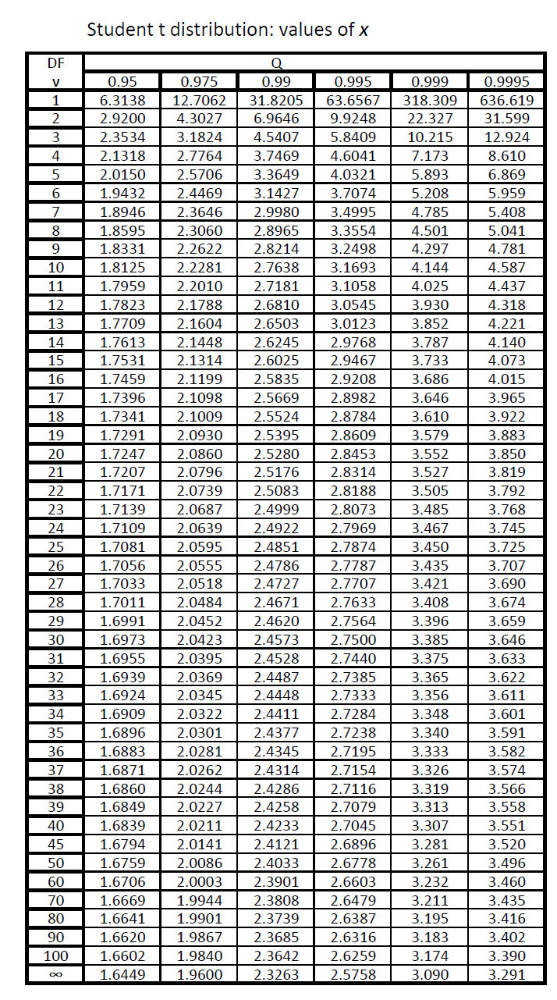 Student t distribution: values of x
DF Q
ν 0.95 0.975 0.99 0.995 0.999 0.9995
1 6.3138 12.7062 31.8205 63.6567 318.309 636.619
2 2.9200 4.3027 6.9646 9.9248 22.327 31.599
3 2.3534 3.1824 4.5407 5.8409 10.215 12.924
4 2.1318 2.7764 3.7469 4.6041 7.173 8.610
5 2.0150 2.5706 3.3649 4.0321 5.893 6.869
6 1.9432 2.4469 3.1427 3.7074 5.208 5.959
7 1.8946 2.3646 2.9980 3.4995 4.785 5.408
8 1.8595 2.3060 2.8965 3.3554 4.501 5.041
9 1.8331 2.2622 2.8214 3.2498 4.297 4.781
10 1.8125 2.2281 2.7638 3.1693 4.144 4.587
11 1.7959 2.2010 2.7181 3.1058 4.025 4.437
12 1.7823 2.1788 2.6810 3.0545 3.930 4.318
13 1.7709 2.1604 2.6503 3.0123 3.852 4.221
14 1.7613 2.1448 2.6245 2.9768 3.787 4.140
15 1.7531 2.1314 2.6025 2.9467 3.733 4.073
16 1.7459 2.1199 2.5835 2.9208 3.686 4.015
17 1.7396 2.1098 2.5669 2.8982 3.646 3.965
18 1.7341 2.1009 2.5524 2.8784 3.610 3.922
19 1.7291 2.0930 2.5395 2.8609 3.579 3.883
20 1.7247 2.0860 2.5280 2.8453 3.552 3.850
21 1.7207 2.0796 2.5176 2.8314 3.527 3.819
22 1.7171 2.0739 2.5083 2.8188 3.505 3.792
23 1.7139 2.0687 2.4999 2.8073 3.485 3.768
24 1.7109 2.0639 2.4922 2.7969 3.467 3.745
25 1.7081 2.0595 2.4851 2.7874 3.450 3.725
26 1.7056 2.0555 2.4786 2.7787 3.435 3.707
27 1.7033 2.0518 2.4727 2.7707 3.421 3.690
28 1.7011 2.0484 2.4671 2.7633 3.408 3.674
29 1.6991 2.0452 2.4620 2.7564 3.396 3.659
30 1.6973 2.0423 2.4573 2.7500 3.385 3.646
31 1.6955 2.0395 2.4528 2.7440 3.375 3.633
32 1.6939 2.0369 2.4487 2.7385 3.365 3.622
33 1.6924 2.0345 2.4448 2.7333 3.356 3.611
34 1.6909 2.0322 2.4411 2.7284 3.348 3.601
35 1.6896 2.0301 2.4377 2.7238 3.340 3.591
36 1.6883 2.0281 2.4345 2.7195 3.333 3.582
37 1.6871 2.0262 2.4314 2.7154 3.326 3.574
38 1.6860 2.0244 2.4286 2.7116 3.319 3.566
39 1.6849 2.0227 2.4258 2.7079 3.313 3.558
40 1.6839 2.0211 2.4233 2.7045 3.307 3.551
45 1.6794 2.0141 2.4121 2.6896 3.281 3.520
50 1.6759 2.0086 2.4033 2.6778 3.261 3.496
60 1.6706 2.0003 2.3901 2.6603 3.232 3.460
70 1.6669 1.9944 2.3808 2.6479 3.211 3.435
80 1.6641 1.9901 2.3739 2.6387 3.195 3.416
90 1.6620 1.9867 2.3685 2.6316 3.183 3.402
100 1.6602 1.9840 2.3642 2.6259 3.174 3.390
∞ 1.6449 1.9600 2.3263 2.5758 3.090 3.291